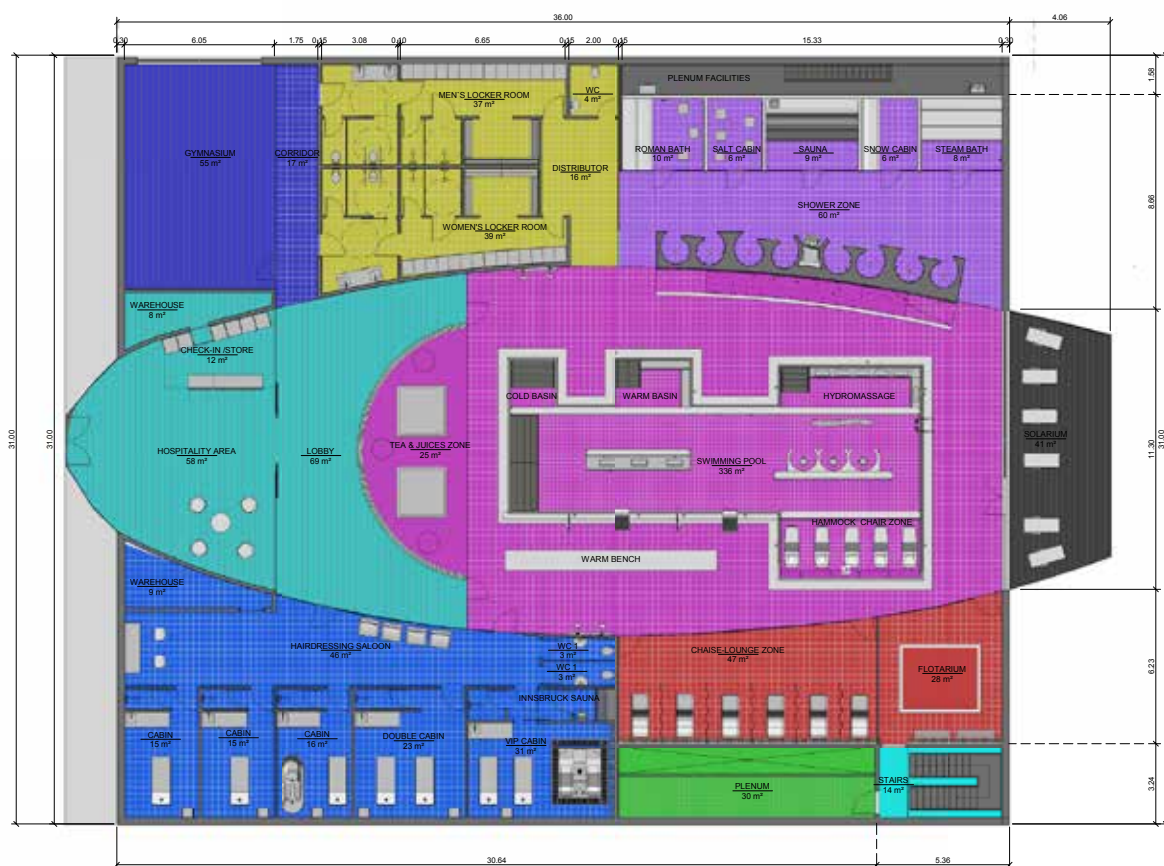 36.00
4.06
0.30
6.05
1.75
0.15
3.08
0.10
6.65
0.15
2.00
0.15
15.33
0.30
PLENUM FACILITIES
1.58
MEN'S LOCKER ROOM
37 m²
WC
4 m²
GYMNASIUM
55 m²
CORRIDOR
17 m²
ROMAN BATH
10 m²
SALT CABIN
6 m²
SAUNA
9 m²
SNOW CABIN
6 m²
STEAM BATH
8 m²
DISTRIBUTOR
16 m²
8.66
SHOWER ZONE
60 m²
WOMEN'S LOCKER ROOM
39 m²
WAREHOUSE
8 m²
CHECK-IN /STORE
12 m²
COLD BASIN
WARM BASIN
HYDROMASSAGE
31.00
31.00
HOSPITALITY AREA
58 m²
LOBBY
69 m²
TEA & JUICES ZONE
25 m²
SWIMMING POOL
336 m²
SOLARIUM
41 m²
11.30
31.00
HAMMOCK CHAIR ZONE
WARM BENCH
WAREHOUSE
9 m²
HAIRDRESSING SALOON
46 m²
WC 1
3 m²
WC 1
3 m²
CHAISE-LOUNGE ZONE
47 m²
FLOTARIUM
28 m²
6.23
INNSBRUCK SAUNA
CABIN
15 m²
CABIN
15 m²
CABIN
16 m²
DOUBLE CABIN
23 m²
VIP CABIN
31 m²
PLENUM
30 m²
STAIRS
14 m²
3.24
30.64
5.36